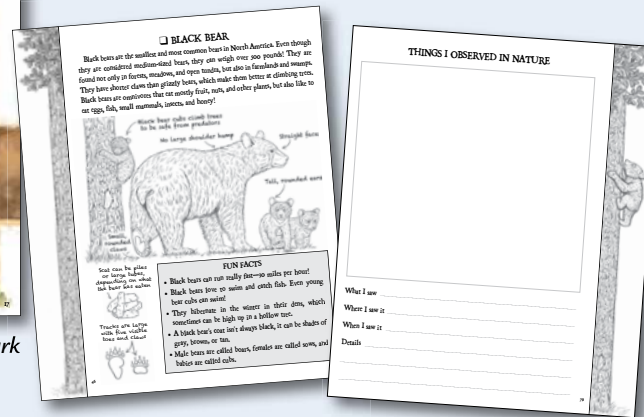 17
rk
❑ BLACK BEAR
Black bears are the smallest and most common bears in North America. Even though
they are considered medium-sized bears, they can weigh over 300 pounds! They are
found not only in forests, meadows, and open tundra, but also in farmlands and swamps.
They have shorter claws than grizzly bears, which make them better at climbing trees.
Black bears are omnivores that eat mostly fruit, nuts, and other plants, but also like to
eat eggs, fish, small mammals, insects, and honey!
Black bear cubs climb trees
to be safe from predators
No large shoulder hump
Straight face
Tall, rounded ears
Small,
rounded
claws
Scat can be piles
or large tubes,
depending on what
the bear has eaten
Tracks are large
with five visible
toes and claws
FUN FACTS
• Black bears can run really fast—30 miles per hour!
• Black bears love to swim and catch fish. Even young
bear cubs can swim!
• They hibernate in the winter in their dens, which
sometimes can be high up in a hollow tree.
• A black bear's coat isn't always black, it can be shades of
gray, brown, or tan.
• Male bears are called boars, females are called sows, and
babies are called cubs.
THINGS I OBSERVED IN NATURE
What I saw
Where I saw it
When I saw it
Details